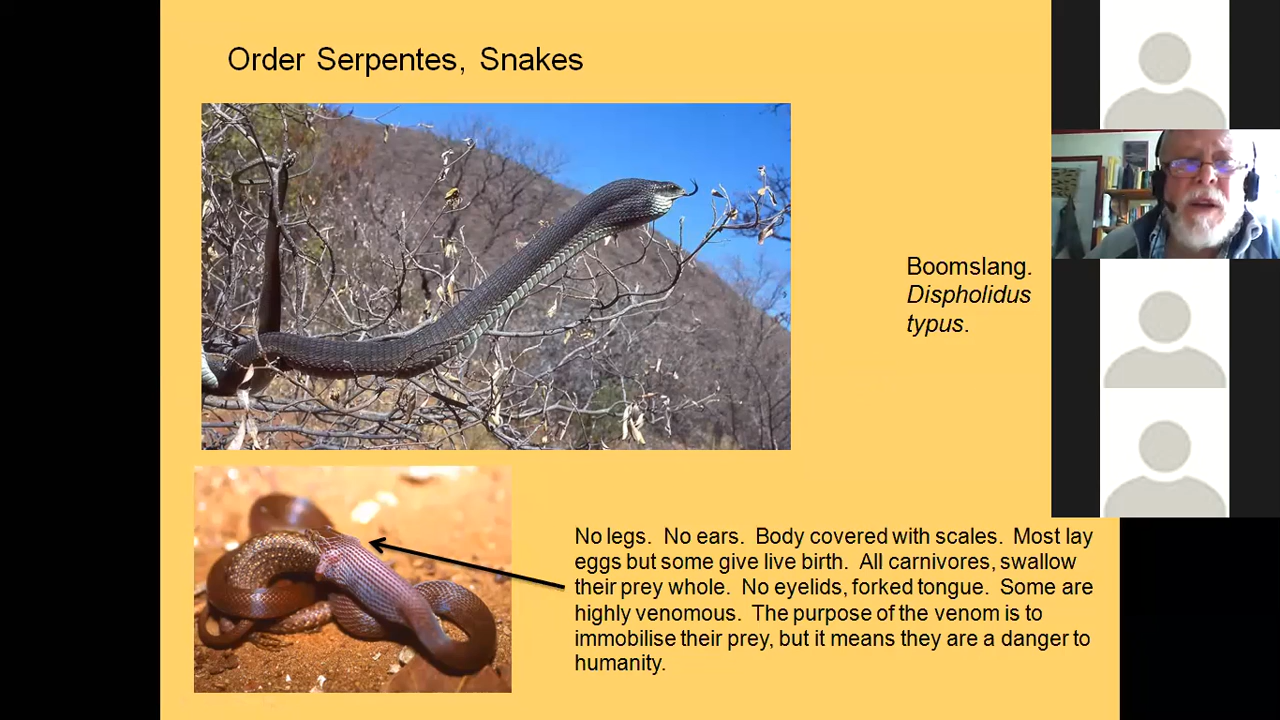 Order Serpentes, Snakes
Boomslang.
Dispholidus
typus.
No legs.  No ears.  Body covered with scales.  Most lay
eggs but some give live birth.  All carnivores, swallow
their prey whole.  No eyelids, forked tongue.  Some are
highly venomous.  The purpose of the venom is to
immobilise their prey, but it means they are a danger to
humanity.